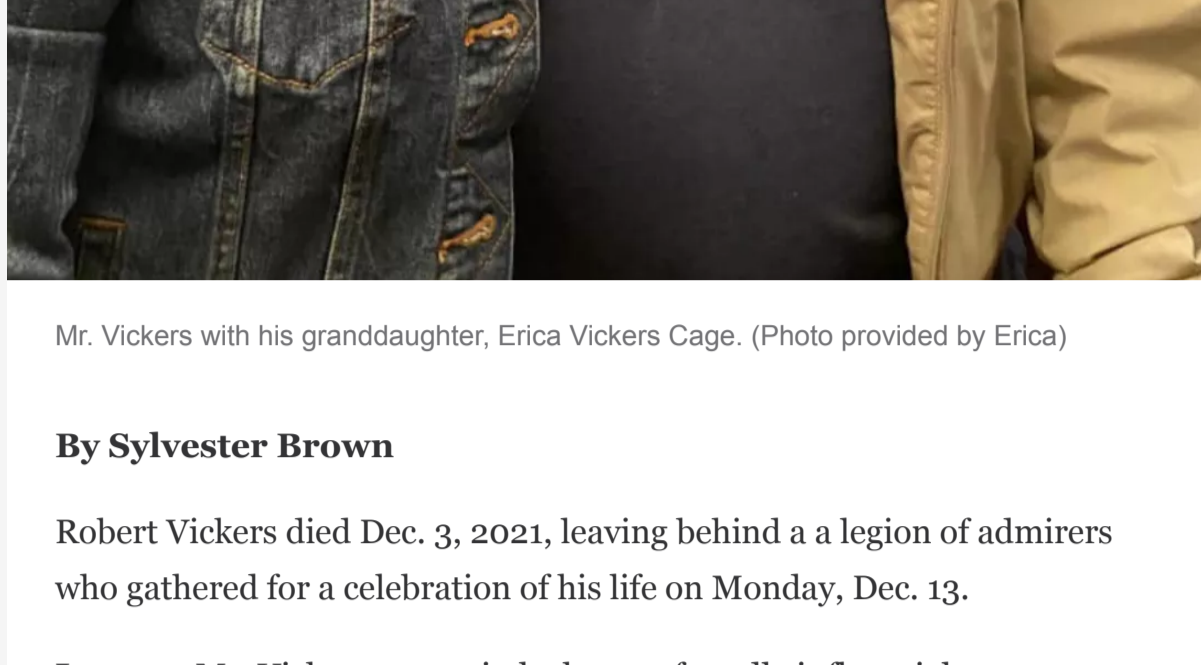 Mr. Vickers with his granddaughter, Erica Vickers Cage. (Photo provided by Erica)
By Sylvester Brown
Robert Vickers died Dec. 3, 2021, leaving behind a a legion of admirers
who gathered for a celebration of his life on Monday, Dec. 13.